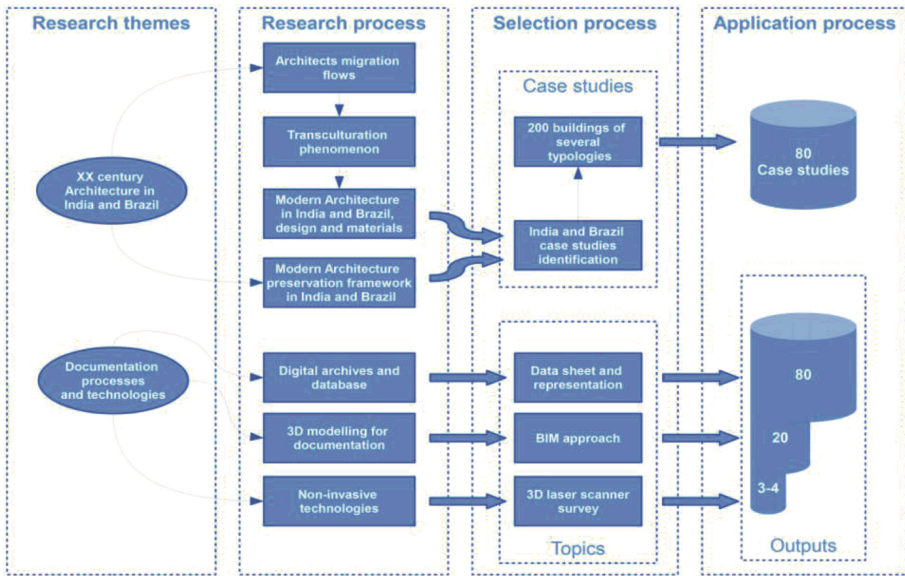 Research themes
Research process
Selection process
Application process
XX century
Architecture in
India and Brazil
Documentation
processes
and technologies
Architects migration
flows
Transculturation
phenomenon
Modern Architecture
in India and Brazil,
design and materials
Modern Architecture
preservation framework
in India and Brazil
Digital archives and
database
3D modelling for
documentation
Non-invasive
technologies
Case studies
200 buildings of
several typologies
India and Brazil
case studies
identification
Data sheet and
representation
BIM approach
3D laser scanner
survey
Topics
80
Case studies
80
20
3-4
Outputs